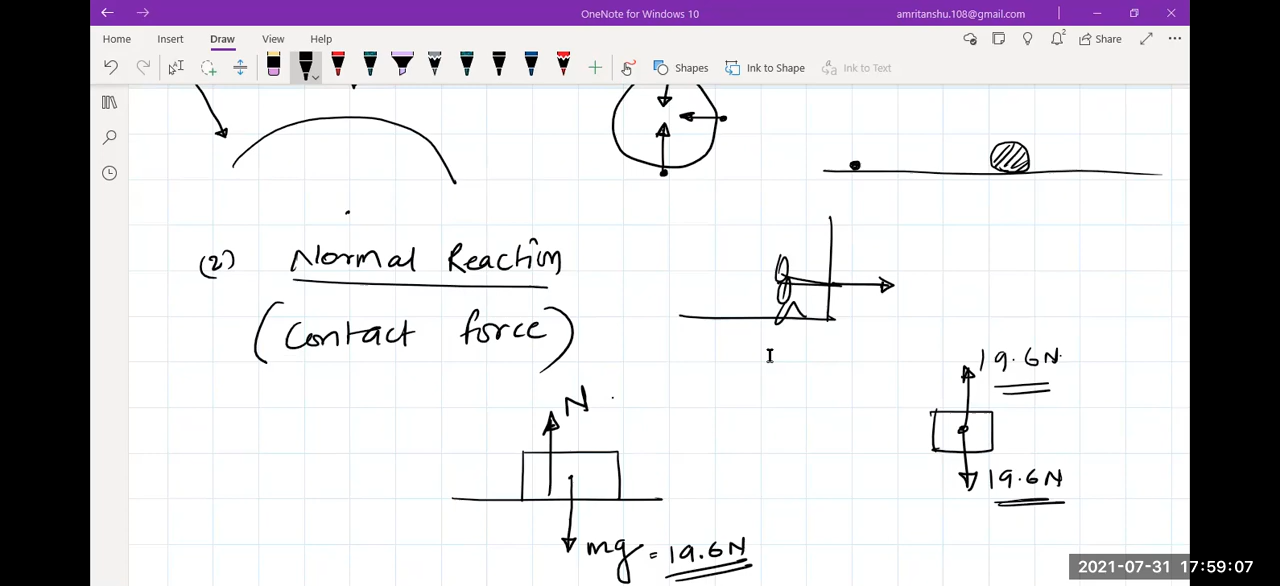 OneNote for Windows 10
amritanshu.108@gmail.com
Home Insert Draw View Help
Share
Shapes
Ink to Shape
Ink to Text
(2) Normal Reaction
(Contact force)
19.6N
N
19.6N
mg = 19.6N
2021-07-31 17:59:07